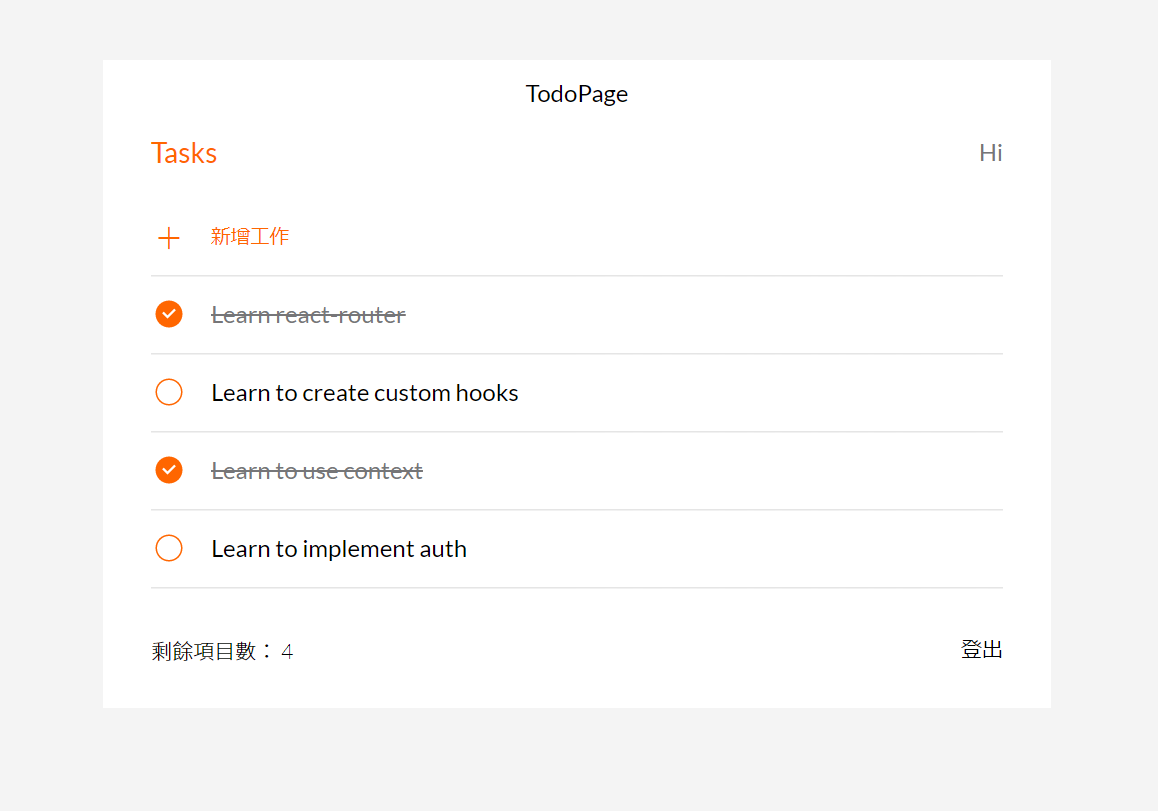 TodoPage
Tasks
Hi
新增工作
Learn react-router
Learn to create custom hooks
Learn to use context
Learn to implement auth
剩餘項目數： 4
登出